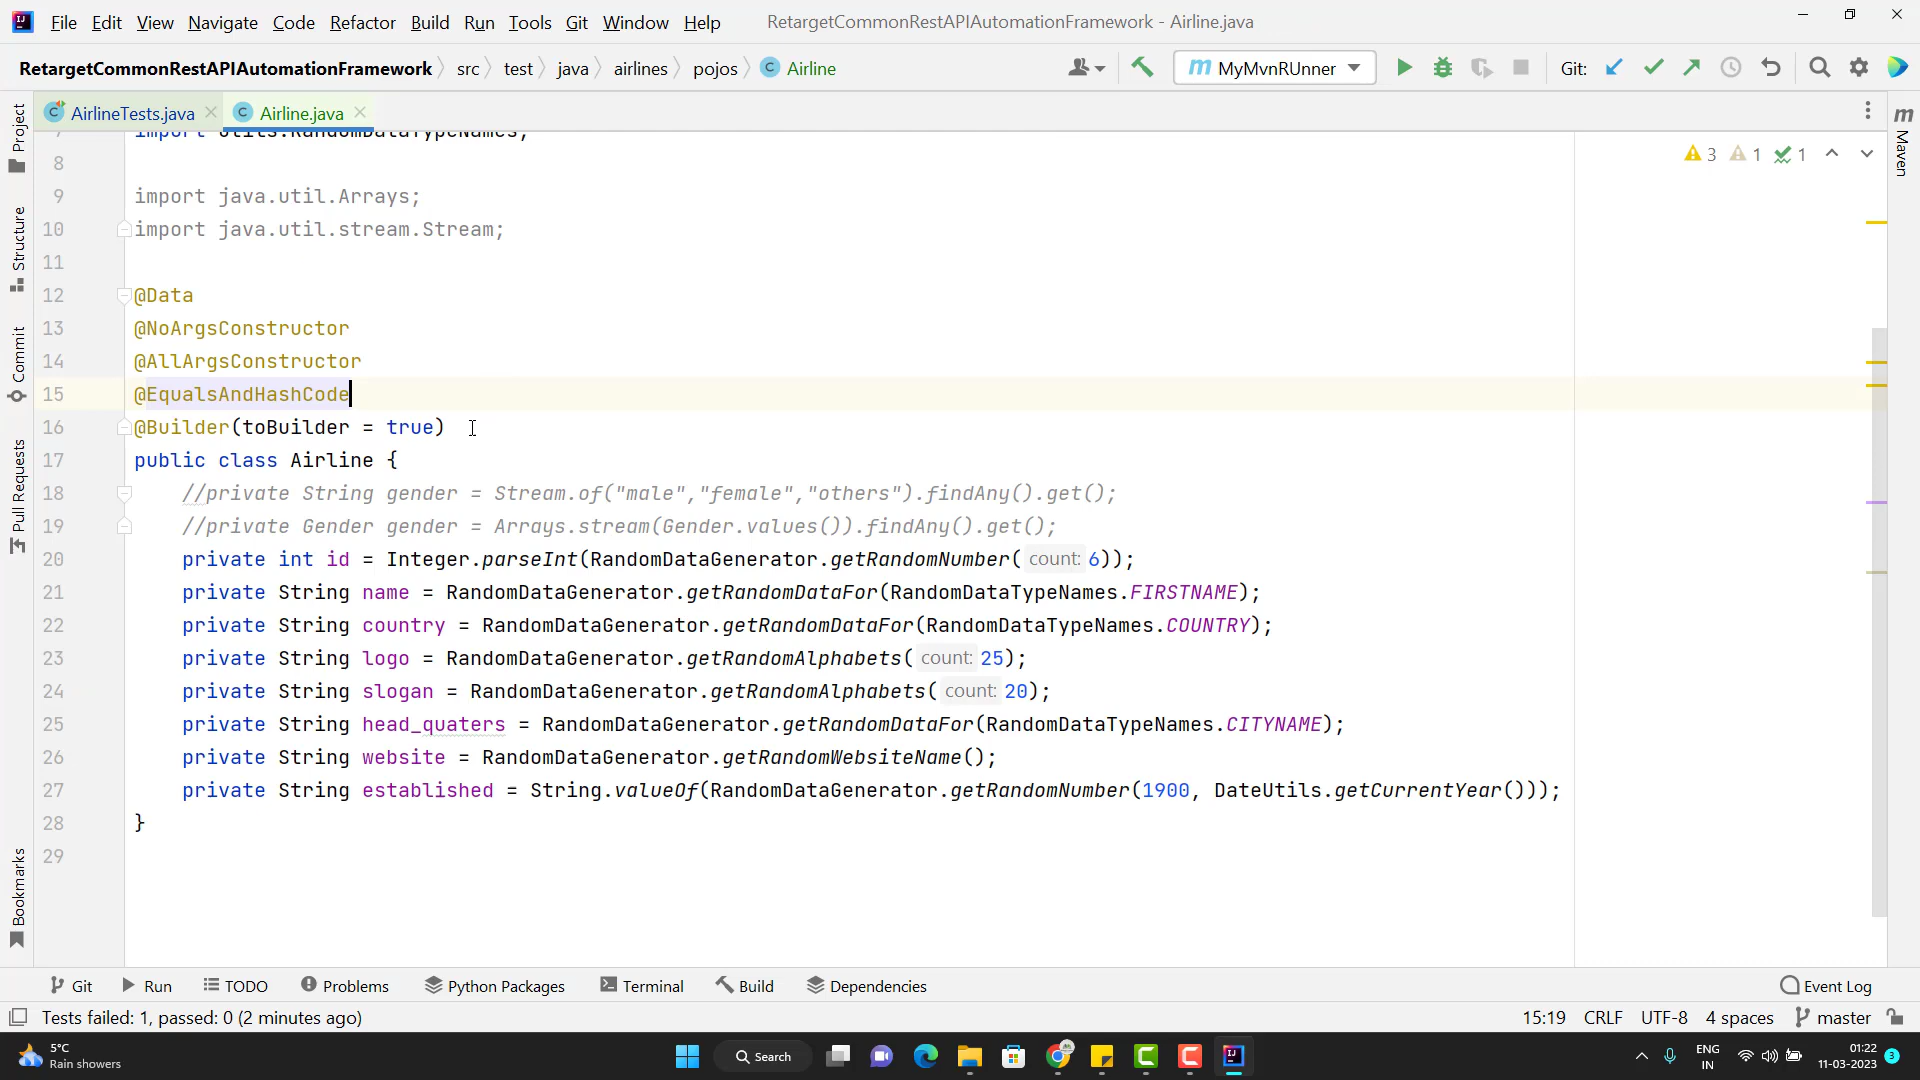 File Edit View Navigate Code Refactor Build Run Tools Git Window Help RetargetCommonRestAPIAutomationFramework - Airline.java
RetargetCommonRestAPIAutomationFramework src test java airlines pojos Airline MyMvnRUnner Git:
AirlineTests.java Airline.java
7 import Utils.RandomDataTypeNames;
8 3 1 1
9 import java.util.Arrays;
10 import java.util.stream.Stream;
11
12 @Data
13 @NoArgsConstructor
14 @AllArgsConstructor
15 @EqualsAndHashCode
16 @Builder(toBuilder = true)
17 public class Airline {
18 //private String gender = Stream.of("male","female","others").findAny().get();
19 //private Gender gender = Arrays.stream(Gender.values()).findAny().get();
20 private int id = Integer.parseInt(RandomDataGenerator.getRandomNumber( count: 6));
21 private String name = RandomDataGenerator.getRandomDataFor(RandomDataTypeNames.FIRSTNAME);
22 private String country = RandomDataGenerator.getRandomDataFor(RandomDataTypeNames.COUNTRY);
23 private String logo = RandomDataGenerator.getRandomAlphabets( count: 25);
24 private String slogan = RandomDataGenerator.getRandomAlphabets( count: 20);
25 private String head_quaters = RandomDataGenerator.getRandomDataFor(RandomDataTypeNames.CITYNAME);
26 private String website = RandomDataGenerator.getRandomWebsiteName();
27 private String established = String.valueOf(RandomDataGenerator.getRandomNumber(1900, DateUtils.getCurrentYear()));
28 }
29
Project
Structure
Commit
Pull Requests
Bookmarks
Maven
Git Run TODO Problems Python Packages Terminal Build Dependencies Event Log
Tests failed: 1, passed: 0 (2 minutes ago) 15:19 CRLF UTF-8 4 spaces master
5°C
Rain showers
Search
ENG
IN
01:22
11-03-2023
3